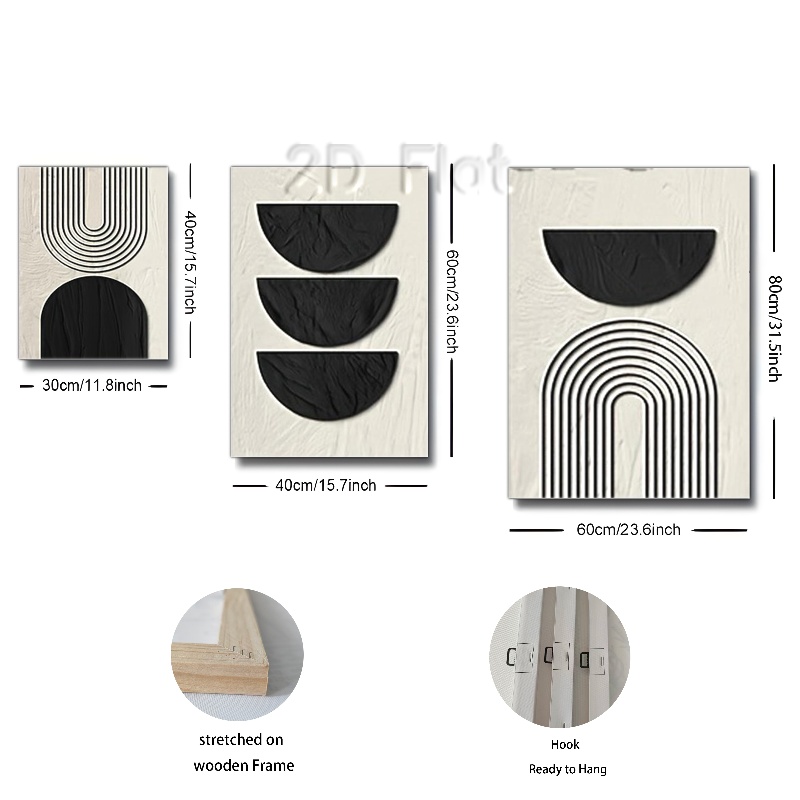 2D Flat
40cm/15.7inch
60cm/23.6inch
80cm/31.5inch
30cm/11.8inch
40cm/15.7inch
60cm/23.6inch
stretched on
wooden Frame
Hook
Ready to Hang